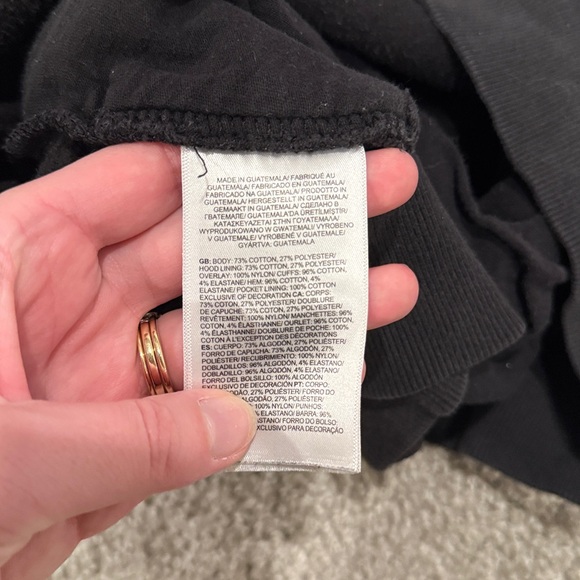 MADE IN GUATEMALA/ FABRIQUÉ AU
GUATEMALA/ FABRICADO EN GUATEMALA/
FABRICADO NA GUATEMALA/ PRODOTTO IN
GUATEMALA/ HERGESTELLT IN GUATEMALA/
GEMAAKT IN GUATEMALA/ СДЕЛАНО В
ГВАТЕМАЛЕ/ GUATEMALA'DA ÜRETİLMİŞTİR/
ΚΑΤΑΣΚΕΥΑΖΕΤΑΙ ΣΤΗΝ ΓΟΥΑΤΕΜΑΛΑ/
WYPRODUKOWANO W GWATEMALI/ VYROBENO
V GUATEMALE/ VYROBENÉ V GUATEMALE/
GYÁRTVA: GUATEMALA
GB: BODY: 73% COTTON, 27% POLYESTER/
HOOD LINING: 73% COTTON, 27% POLYESTER/
OVERLAY: 100% NYLON/ CUFFS: 96% COTTON,
4% ELASTANE/ HEM: 96% COTTON, 4%
ELASTANE/ POCKET LINING: 100% COTTON
EXCLUSIVE OF DECORATION CA: CORPS:
73% COTON, 27% POLYESTER/ DOUBLURE
DE CAPUCHE: 73% COTON, 27% POLYESTER/
REVÊTEMENT: 100% NYLON/ MANCHETTES: 96%
COTON, 4% ÉLASTHANNE/ OURLET: 96% COTON,
4% ÉLASTHANNE/ DOUBLURE DE POCHE: 100%
COTON À L'EXCEPTION DES DÉCORATIONS
ES: CUERPO: 73% ALGODÓN, 27% POLIÉSTER/
FORRO DE CAPUCHA: 73% ALGODÓN, 27%
POLIÉSTER/ RECUBRIMIENTO: 100% NYLON/
DOBLADILLO: 96% ALGODÓN, 4% ELASTANO/
DOBLADILLO: 96% ALGODÓN, 4% ELASTANO/
FORRO DEL BOLSILLO: 100% ALGODÓN
EXCLUSIVO DE DECORACIÓN PT: CORPO:
ALGODÃO, 27% POLIÉSTER/ FORRO
ALGODÃO, 27% POLIÉSTER/
100% NYLON/ PUNHOS:
ELASTANO/ BARRA: 96%
ELASTANO/ FORRO DO BOLSO:
EXCLUSIVO PARA DECORAÇÃO